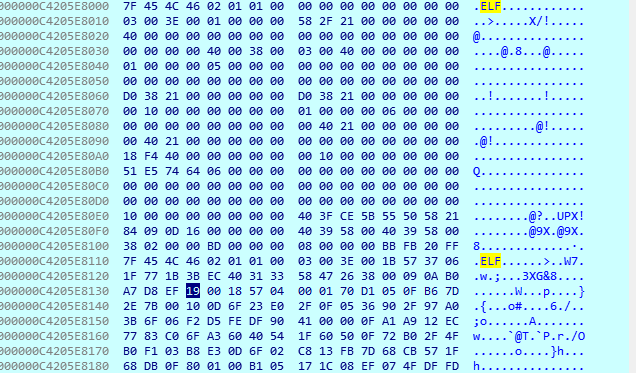 000000C4205E8000 7F 45 4C 46 02 01 01 00 00 00 00 00 00 00 00 00 .ELF............
000000C4205E8010 03 00 3E 00 01 00 00 00 58 2F 21 00 00 00 00 00 ..>.....X/!.....
000000C4205E8020 40 00 00 00 00 00 00 00 00 00 00 00 00 00 00 00 @...............
000000C4205E8030 00 00 00 00 40 00 38 00 03 00 40 00 00 00 00 00 ....@.8...@.....
000000C4205E8040 01 00 00 00 05 00 00 00 00 00 00 00 00 00 00 00 ................
000000C4205E8050 00 00 00 00 00 00 00 00 00 00 00 00 00 00 00 00 ................
000000C4205E8060 D0 38 21 00 00 00 00 00 D0 38 21 00 00 00 00 00 ..!.......!.....
000000C4205E8070 00 10 00 00 00 00 00 00 01 00 00 00 06 00 00 00 ................
000000C4205E8080 00 00 00 00 00 00 00 00 00 40 21 00 00 00 00 00 .........@!.....
000000C4205E8090 00 40 21 00 00 00 00 00 00 00 00 00 00 00 00 00 .@!.............
000000C4205E80A0 18 F4 40 00 00 00 00 00 00 10 00 00 00 00 00 00 ................
000000C4205E80B0 51 E5 74 64 06 00 00 00 00 00 00 00 00 00 00 00 Q...............
000000C4205E80C0 00 00 00 00 00 00 00 00 00 00 00 00 00 00 00 00 ................
000000C4205E80D0 00 00 00 00 00 00 00 00 00 00 00 00 00 00 00 00 ................
000000C4205E80E0 10 00 00 00 00 00 00 00 40 3F CE 5B 55 50 58 21 ........@?..UPX!
000000C4205E80F0 84 09 0D 16 00 00 00 00 40 39 58 00 40 39 58 00 ........@9X.@9X.
000000C4205E8100 38 02 00 00 BD 00 00 00 08 00 00 00 BB FB 20 FF 8.............·.
000000C4205E8110 7F 45 4C 46 02 01 01 00 03 00 3E 00 1B 57 37 06 .ELF......>..W7.
000000C4205E8120 1F 77 1B 3B EC 40 31 33 58 47 26 38 00 09 0A B0 .w.;...3XG&8....
000000C4205E8130 A7 D8 EF 19 00 18 57 04 00 01 70 D1 05 0F B6 7D ......W...p....}
000000C4205E8140 2E 7B 00 10 0D 6F 23 E0 2F 0F 05 36 90 2F 97 A0 .{...o#....6./..
000000C4205E8150 3B 6F 06 F2 D5 FE DF 90 41 00 00 0F A1 A9 12 EC ;o......A.......
000000C4205E8160 77 83 C0 6F A3 60 40 54 1F 60 50 0F 72 B0 2F 4F w....`@T.`P.r./O
000000C4205E8170 B0 F1 03 B8 E3 0D 6F 02 C8 13 FB 7D 68 CB 57 1F ......o....}h...
000000C4205E8180 68 DB 0F 80 01 00 B1 05 17 1C 08 EF 07 4F DF FD h...............